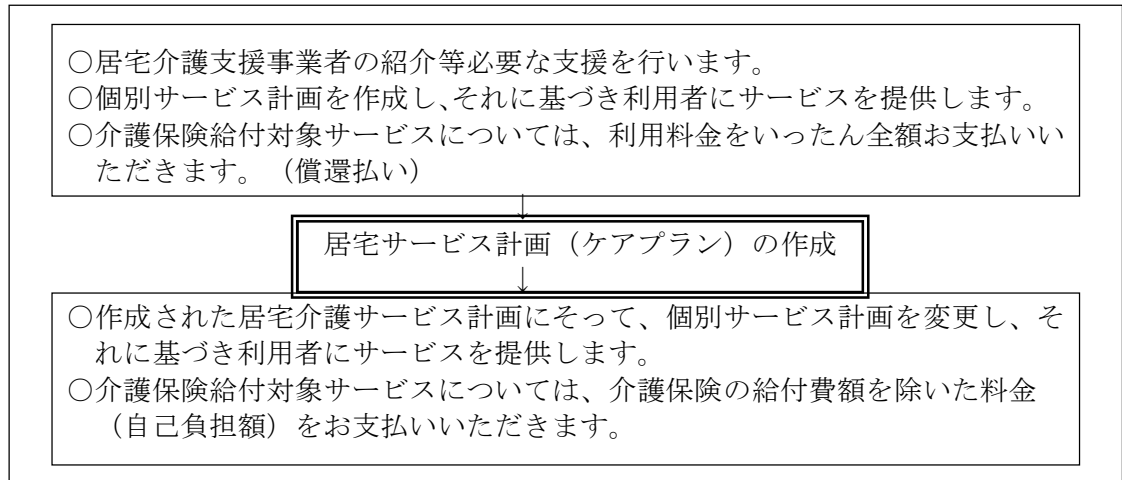 ○居宅介護支援事業者の紹介等必要な支援を行います。
○個別サービス計画を作成し、それに基づき利用者にサービスを提供します。
○介護保険給付対象サービスについては、利用料金をいったん全額お支払いい
ただきます。（償還払い）
↓
居宅サービス計画（ケアプラン）の作成
↓
○作成された居宅介護サービス計画にそって、個別サービス計画を変更し、そ
れに基づき利用者にサービスを提供します。
○介護保険給付対象サービスについては、介護保険の給付費額を除いた料金
（自己負担額）をお支払いいただきます。